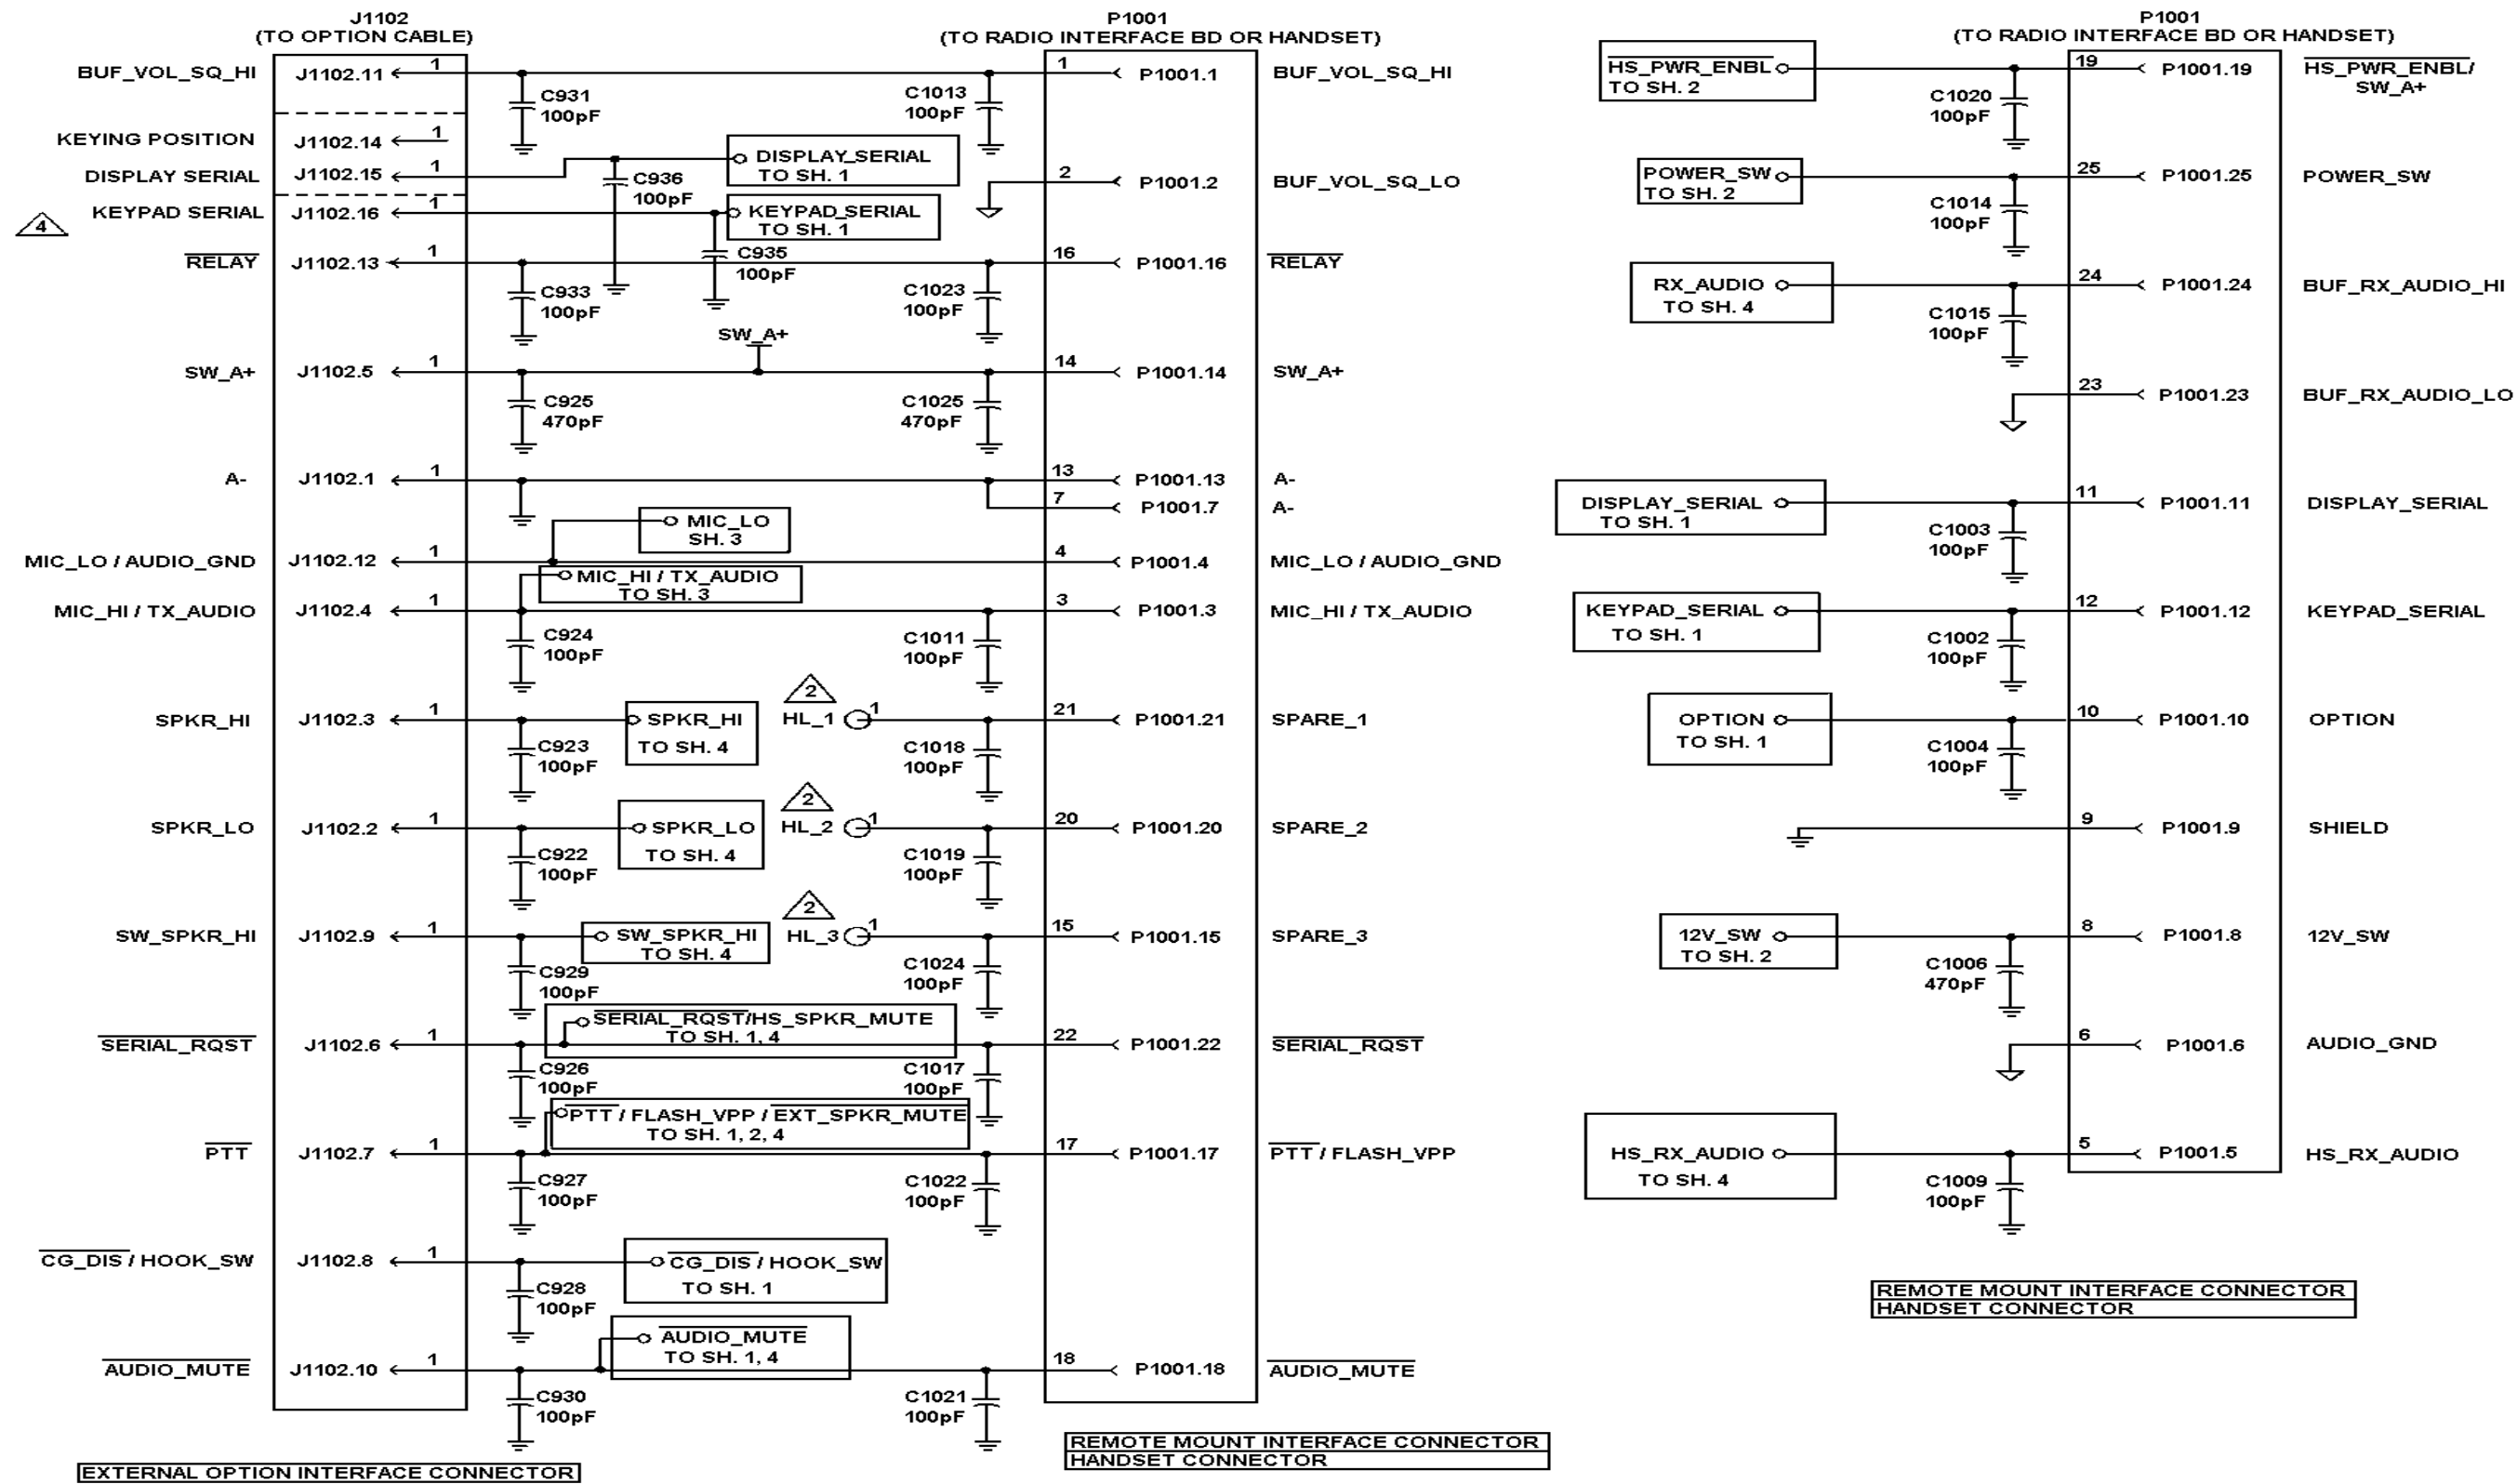 J1102
(TO OPTION CABLE)
BUF_VOL_SQ_HI J1102.11 1
C931
100pF
KEYING POSITION J1102.14 1
DISPLAY SERIAL J1102.15 1
C936
100pF
DISPLAY_SERIAL
TO SH. 1
4
KEYPAD SERIAL J1102.16 1
KEYPAD_SERIAL
TO SH. 1
C935
100pF
RELAY J1102.13 1
C933
100pF
SW_A+
SW_A+ J1102.5 1
C925
470pF
A- J1102.1 1
MIC_LO
SH. 3
MIC_LO / AUDIO_GND J1102.12 1
MIC_HI / TX_AUDIO
TO SH. 3
MIC_HI / TX_AUDIO J1102.4 1
C924
100pF
SPKR_HI J1102.3 1
C923
100pF
SPKR_HI
TO SH. 4
SPKR_LO J1102.2 1
C922
100pF
SPKR_LO
TO SH. 4
SW_SPKR_HI J1102.9 1
C929
100pF
SW_SPKR_HI
TO SH. 4
SERIAL_RQST J1102.6 1
SERIAL_RQST/HS_SPKR_MUTE
TO SH. 1, 4
C926
100pF
PTT J1102.7 1
PTT / FLASH_VPP / EXT_SPKR_MUTE
TO SH. 1, 2, 4
C927
100pF
CG_DIS / HOOK_SW J1102.8 1
C928
100pF
CG_DIS / HOOK_SW
TO SH. 1
AUDIO_MUTE J1102.10 1
AUDIO_MUTE
TO SH. 1, 4
C930
100pF
EXTERNAL OPTION INTERFACE CONNECTOR
P1001
(TO RADIO INTERFACE BD OR HANDSET)
C1013
100pF
1 P1001.1 BUF_VOL_SQ_HI
2 P1001.2 BUF_VOL_SQ_LO
16 P1001.16 RELAY
C1023
100pF
14 P1001.14 SW_A+
C1025
470pF
13 P1001.13 A-
7 P1001.7 A-
4 P1001.4 MIC_LO / AUDIO_GND
3 P1001.3 MIC_HI / TX_AUDIO
C1011
100pF
2
HL_1 1 21 P1001.21 SPARE_1
C1018
100pF
2
HL_2 1 20 P1001.20 SPARE_2
C1019
100pF
2
HL_3 1 15 P1001.15 SPARE_3
C1024
100pF
22 P1001.22 SERIAL_RQST
C1017
100pF
17 P1001.17 PTT / FLASH_VPP
C1022
100pF
18 P1001.18 AUDIO_MUTE
C1021
100pF
REMOTE MOUNT INTERFACE CONNECTOR
HANDSET CONNECTOR
P1001
(TO RADIO INTERFACE BD OR HANDSET)
HS_PWR_ENBL
TO SH. 2
19 P1001.19 HS_PWR_ENBL/
SW_A+
C1020
100pF
POWER_SW
TO SH. 2
25 P1001.25 POWER_SW
C1014
100pF
RX_AUDIO
TO SH. 4
24 P1001.24 BUF_RX_AUDIO_HI
C1015
100pF
23 P1001.23 BUF_RX_AUDIO_LO
DISPLAY_SERIAL
TO SH. 1
11 P1001.11 DISPLAY_SERIAL
C1003
100pF
KEYPAD_SERIAL
TO SH. 1
12 P1001.12 KEYPAD_SERIAL
C1002
100pF
OPTION
TO SH. 1
10 P1001.10 OPTION
C1004
100pF
9 P1001.9 SHIELD
12V_SW
TO SH. 2
8 P1001.8 12V_SW
C1006
470pF
6 P1001.6 AUDIO_GND
HS_RX_AUDIO
TO SH. 4
5 P1001.5 HS_RX_AUDIO
C1009
100pF
REMOTE MOUNT INTERFACE CONNECTOR
HANDSET CONNECTOR